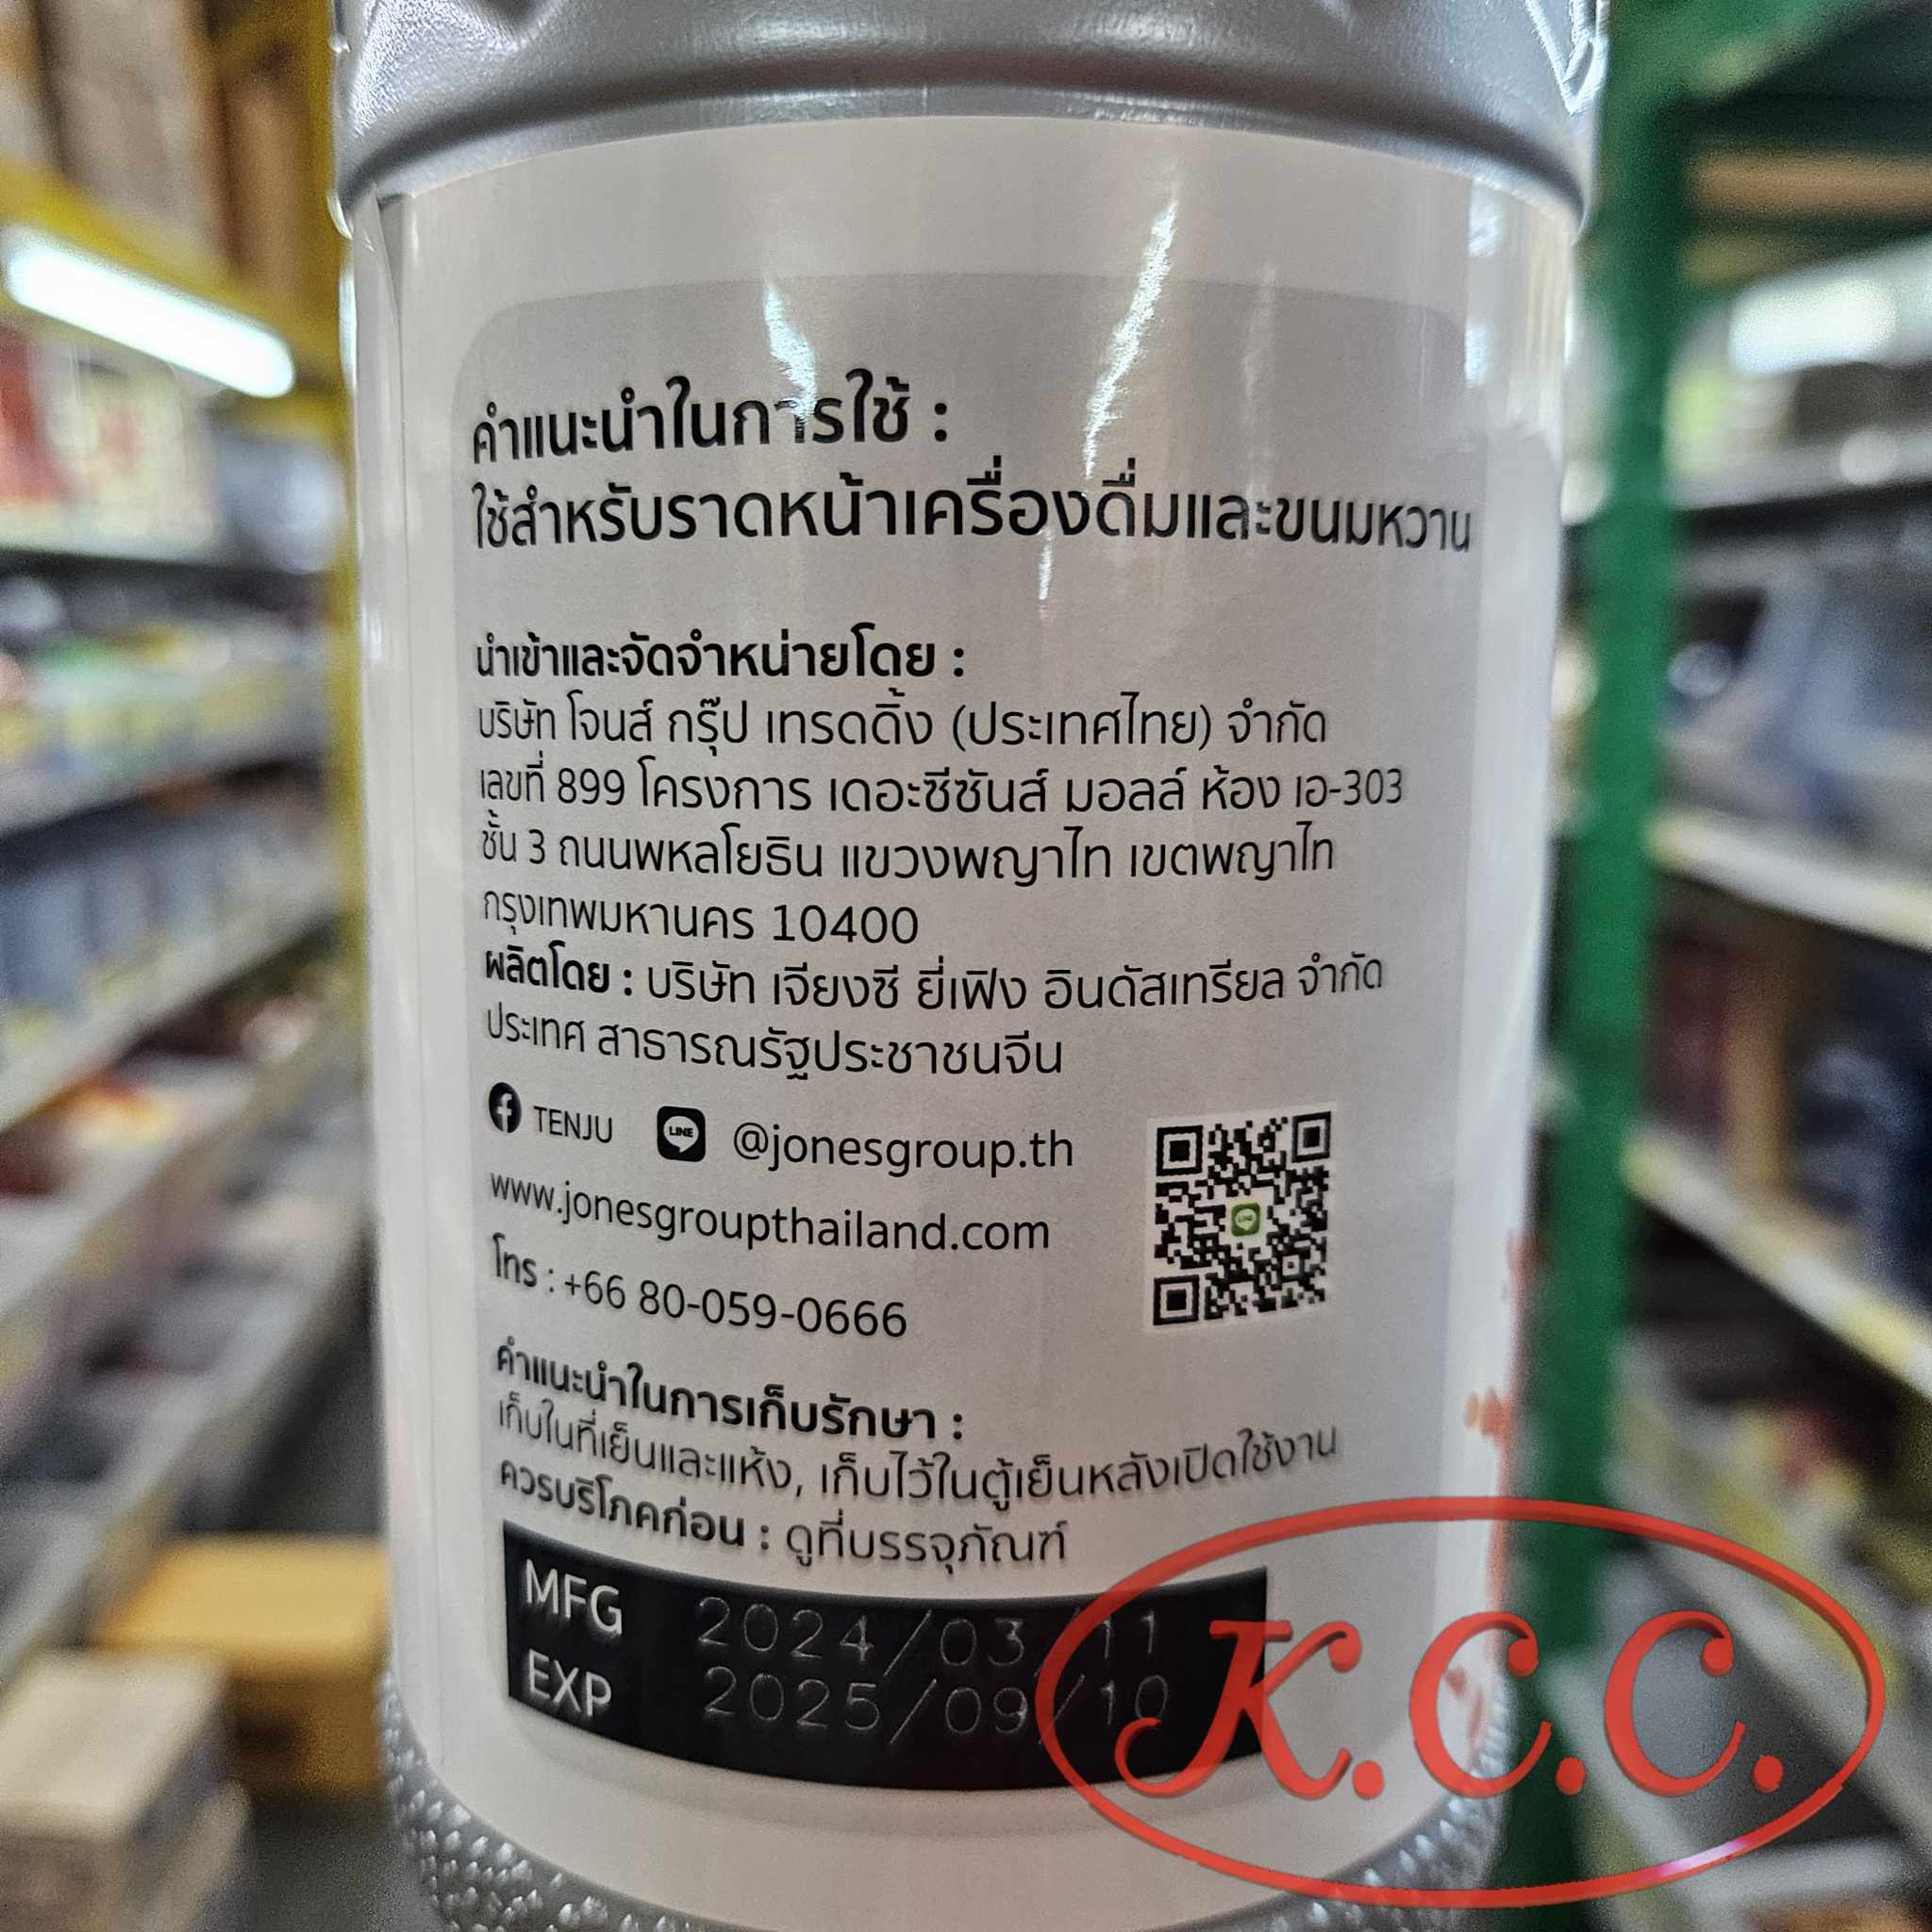 คำแนะนำในการใช้ :
ใช้สำหรับราดหน้าเครื่องดื่มและขนมหวาน
นำเข้าและจัดจำหน่ายโดย :
บริษัท โจนส์ กรุ๊ป เทรดดิ้ง (ประเทศไทย) จำกัด
เลขที่ 899 โครงการ เดอะซีซันส์ มอลล์ ห้อง เอ-303
ชั้น 3 ถนนพหลโยธิน แขวงพญาไท เขตพญาไท
กรุงเทพมหานคร 10400
ผลิตโดย : บริษัท เจียงซี ยี่เฟิง อินดัสเทรียล จำกัด
ประเทศ สาธารณรัฐประชาชนจีน
TENJU LINE @jonesgroup.th
www.jonesgroupthailand.com
โทร : +66 80-059-0666
คำแนะนำในการเก็บรักษา :
เก็บในที่เย็นและแห้ง, เก็บไว้ในตู้เย็นหลังเปิดใช้งาน
ควรบริโภคก่อน : ดูที่บรรจุภัณฑ์
MFG 2024/03/11
EXP 2025/09/10
K.C.C.